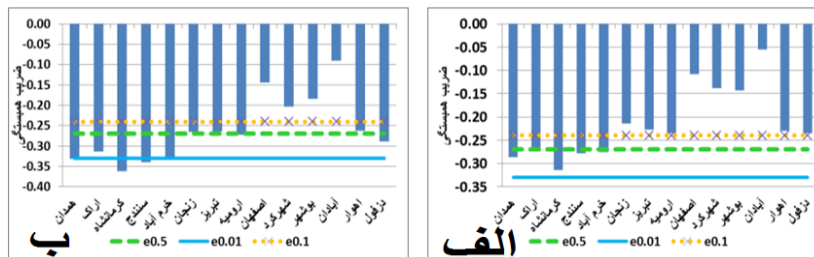 0.00
-0.05
-0.10
-0.15
-0.20
-0.25
-0.30
-0.35
-0.40
ضریب همبستگی
همدان
اراک
کرمانشاه
سنندج
خرم آباد
زنجان
تبریز
ارومیه
اصفهان
شهرکرد
بوشهر
آبادان
اهواز
دزفول
e0.5 e0.01 e0.1
ب
0.00
-0.05
-0.10
-0.15
-0.20
-0.25
-0.30
-0.35
ضریب همبستگی
همدان
اراک
کرمانشاه
سنندج
خرم آباد
زنجان
تبریز
ارومیه
اصفهان
شهرکرد
بوشهر
آبادان
اهواز
دزفول
e0.5 e0.01 e0.1
الف